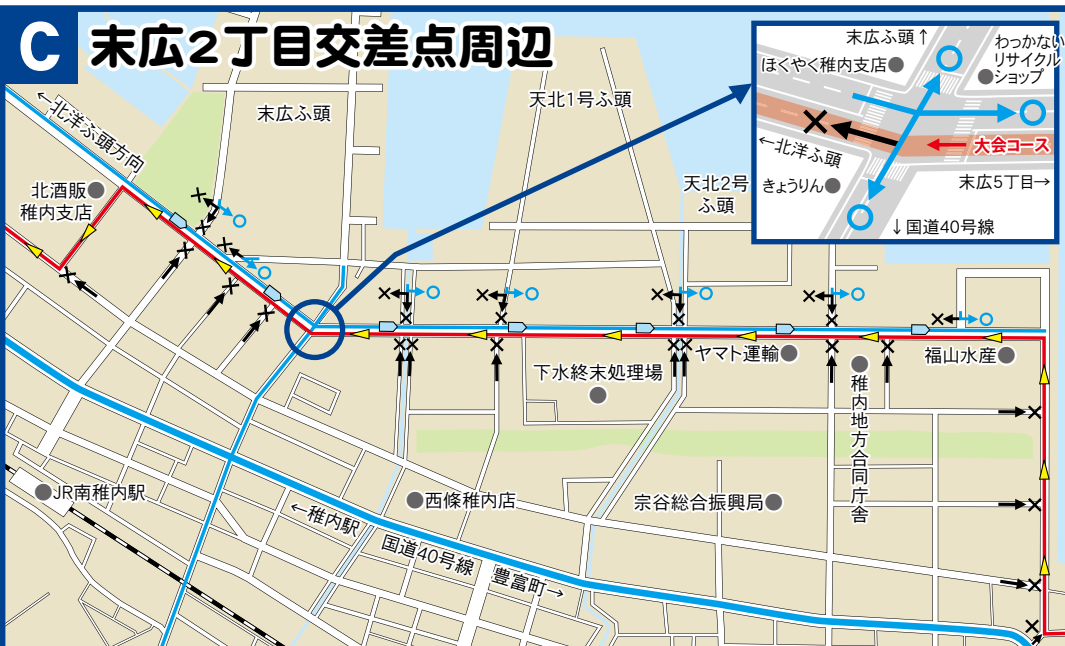 C 末広2丁目交差点周辺
末広ふ頭↑
わっかない
リサイクル
ショップ
ほくやく稚内支店
大会コース
←北洋ふ頭
きょうりん
末広5丁目→
↓国道40号線
←北洋ふ頭方向
末広ふ頭
天北1号ふ頭
天北2号
ふ頭
北酒販
稚内支店
ヤマト運輸
福山水産
下水終末処理場
稚内地方合同庁舎
JR南稚内駅
西條稚内店
宗谷総合振興局
←稚内駅
国道40号線
豊富町→